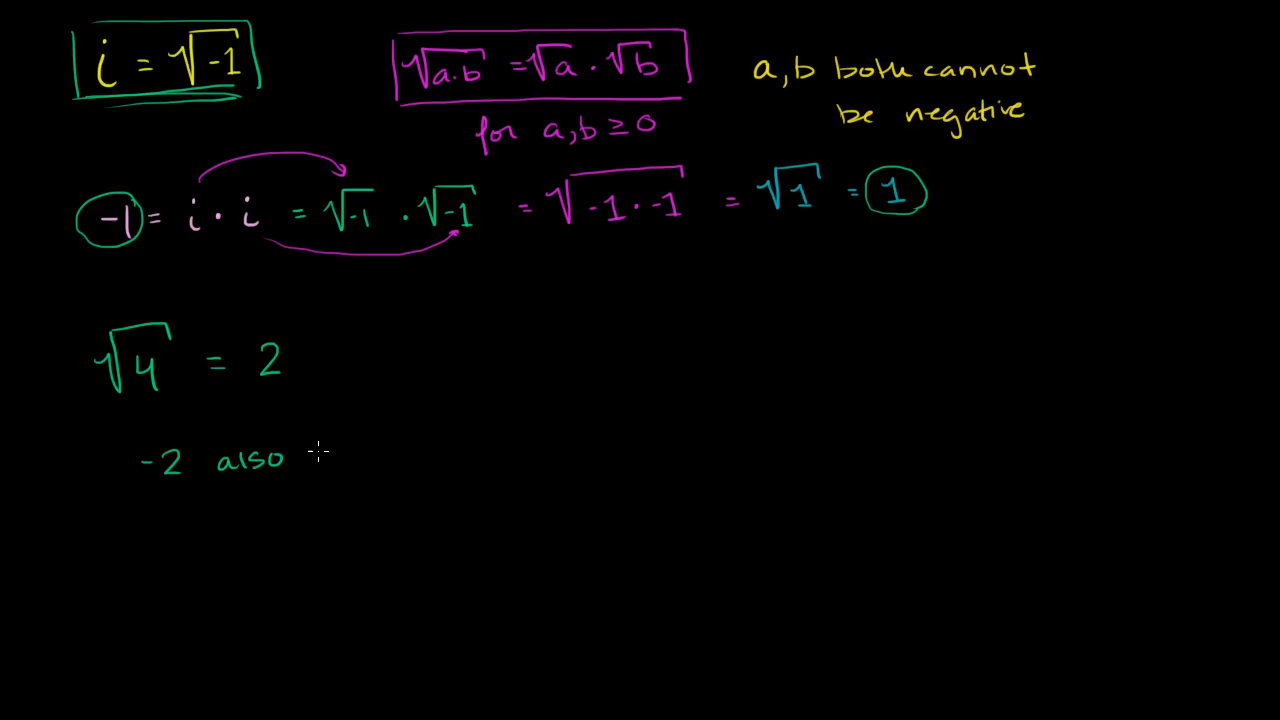 i = √-1
√a·b = √a · √b
for a,b ≥ 0
a,b both cannot
be negative
-1 = i · i = √-1 · √-1 = √-1 · -1 = √1 = 1
√4 = 2
-2 also